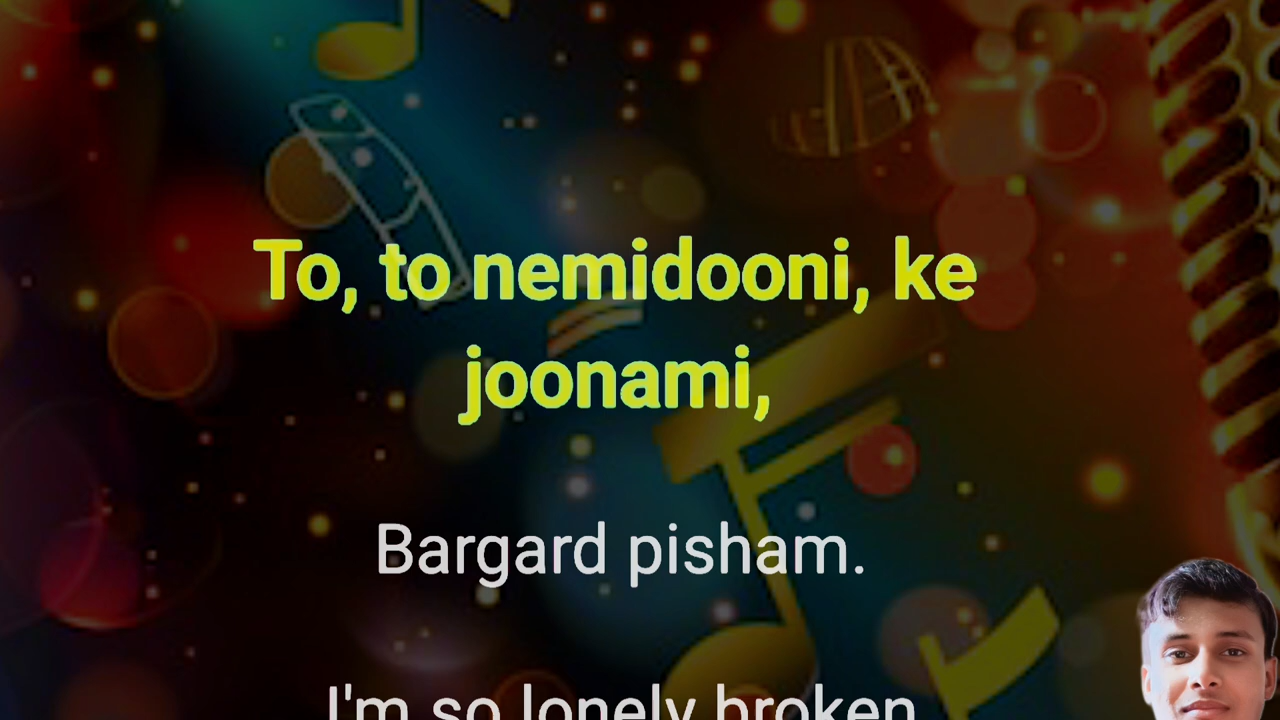 To, to nemidooni, ke
joonami,
Bargard pisham.
I'm so lonely broken